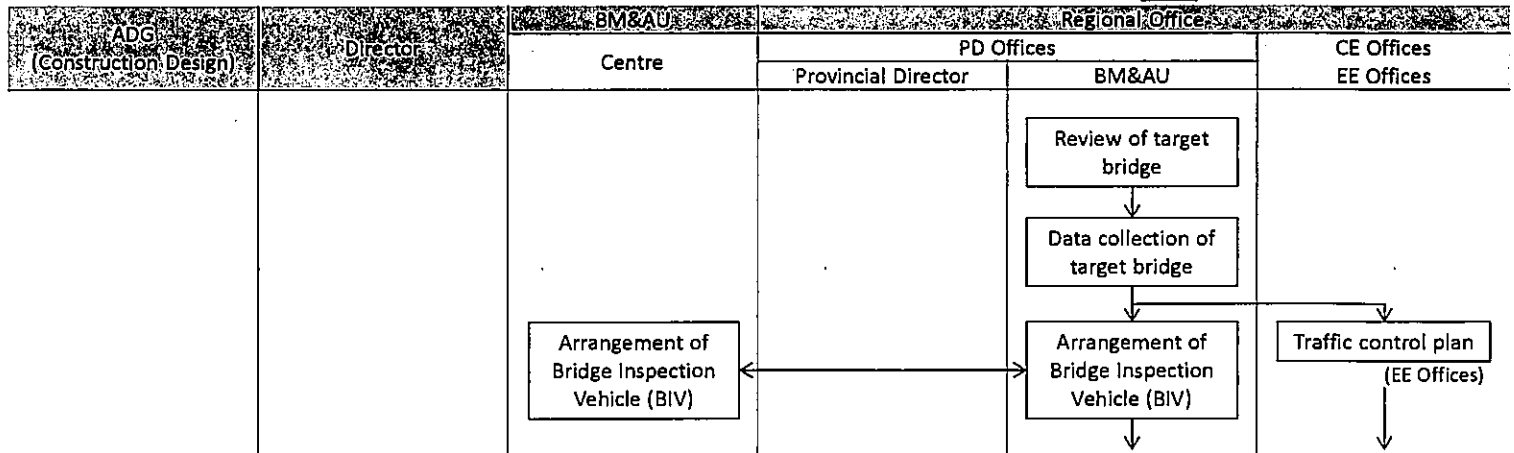 ADG
(Construction Design)
Director
BM&AU
Centre
Regional Office
PD Offices
Provincial Director
BM&AU
CE Offices
EE Offices
Review of target
bridge
Data collection of
target bridge
Arrangement of
Bridge Inspection
Vehicle (BIV)
Arrangement of
Bridge Inspection
Vehicle (BIV)
Traffic control plan
(EE Offices)